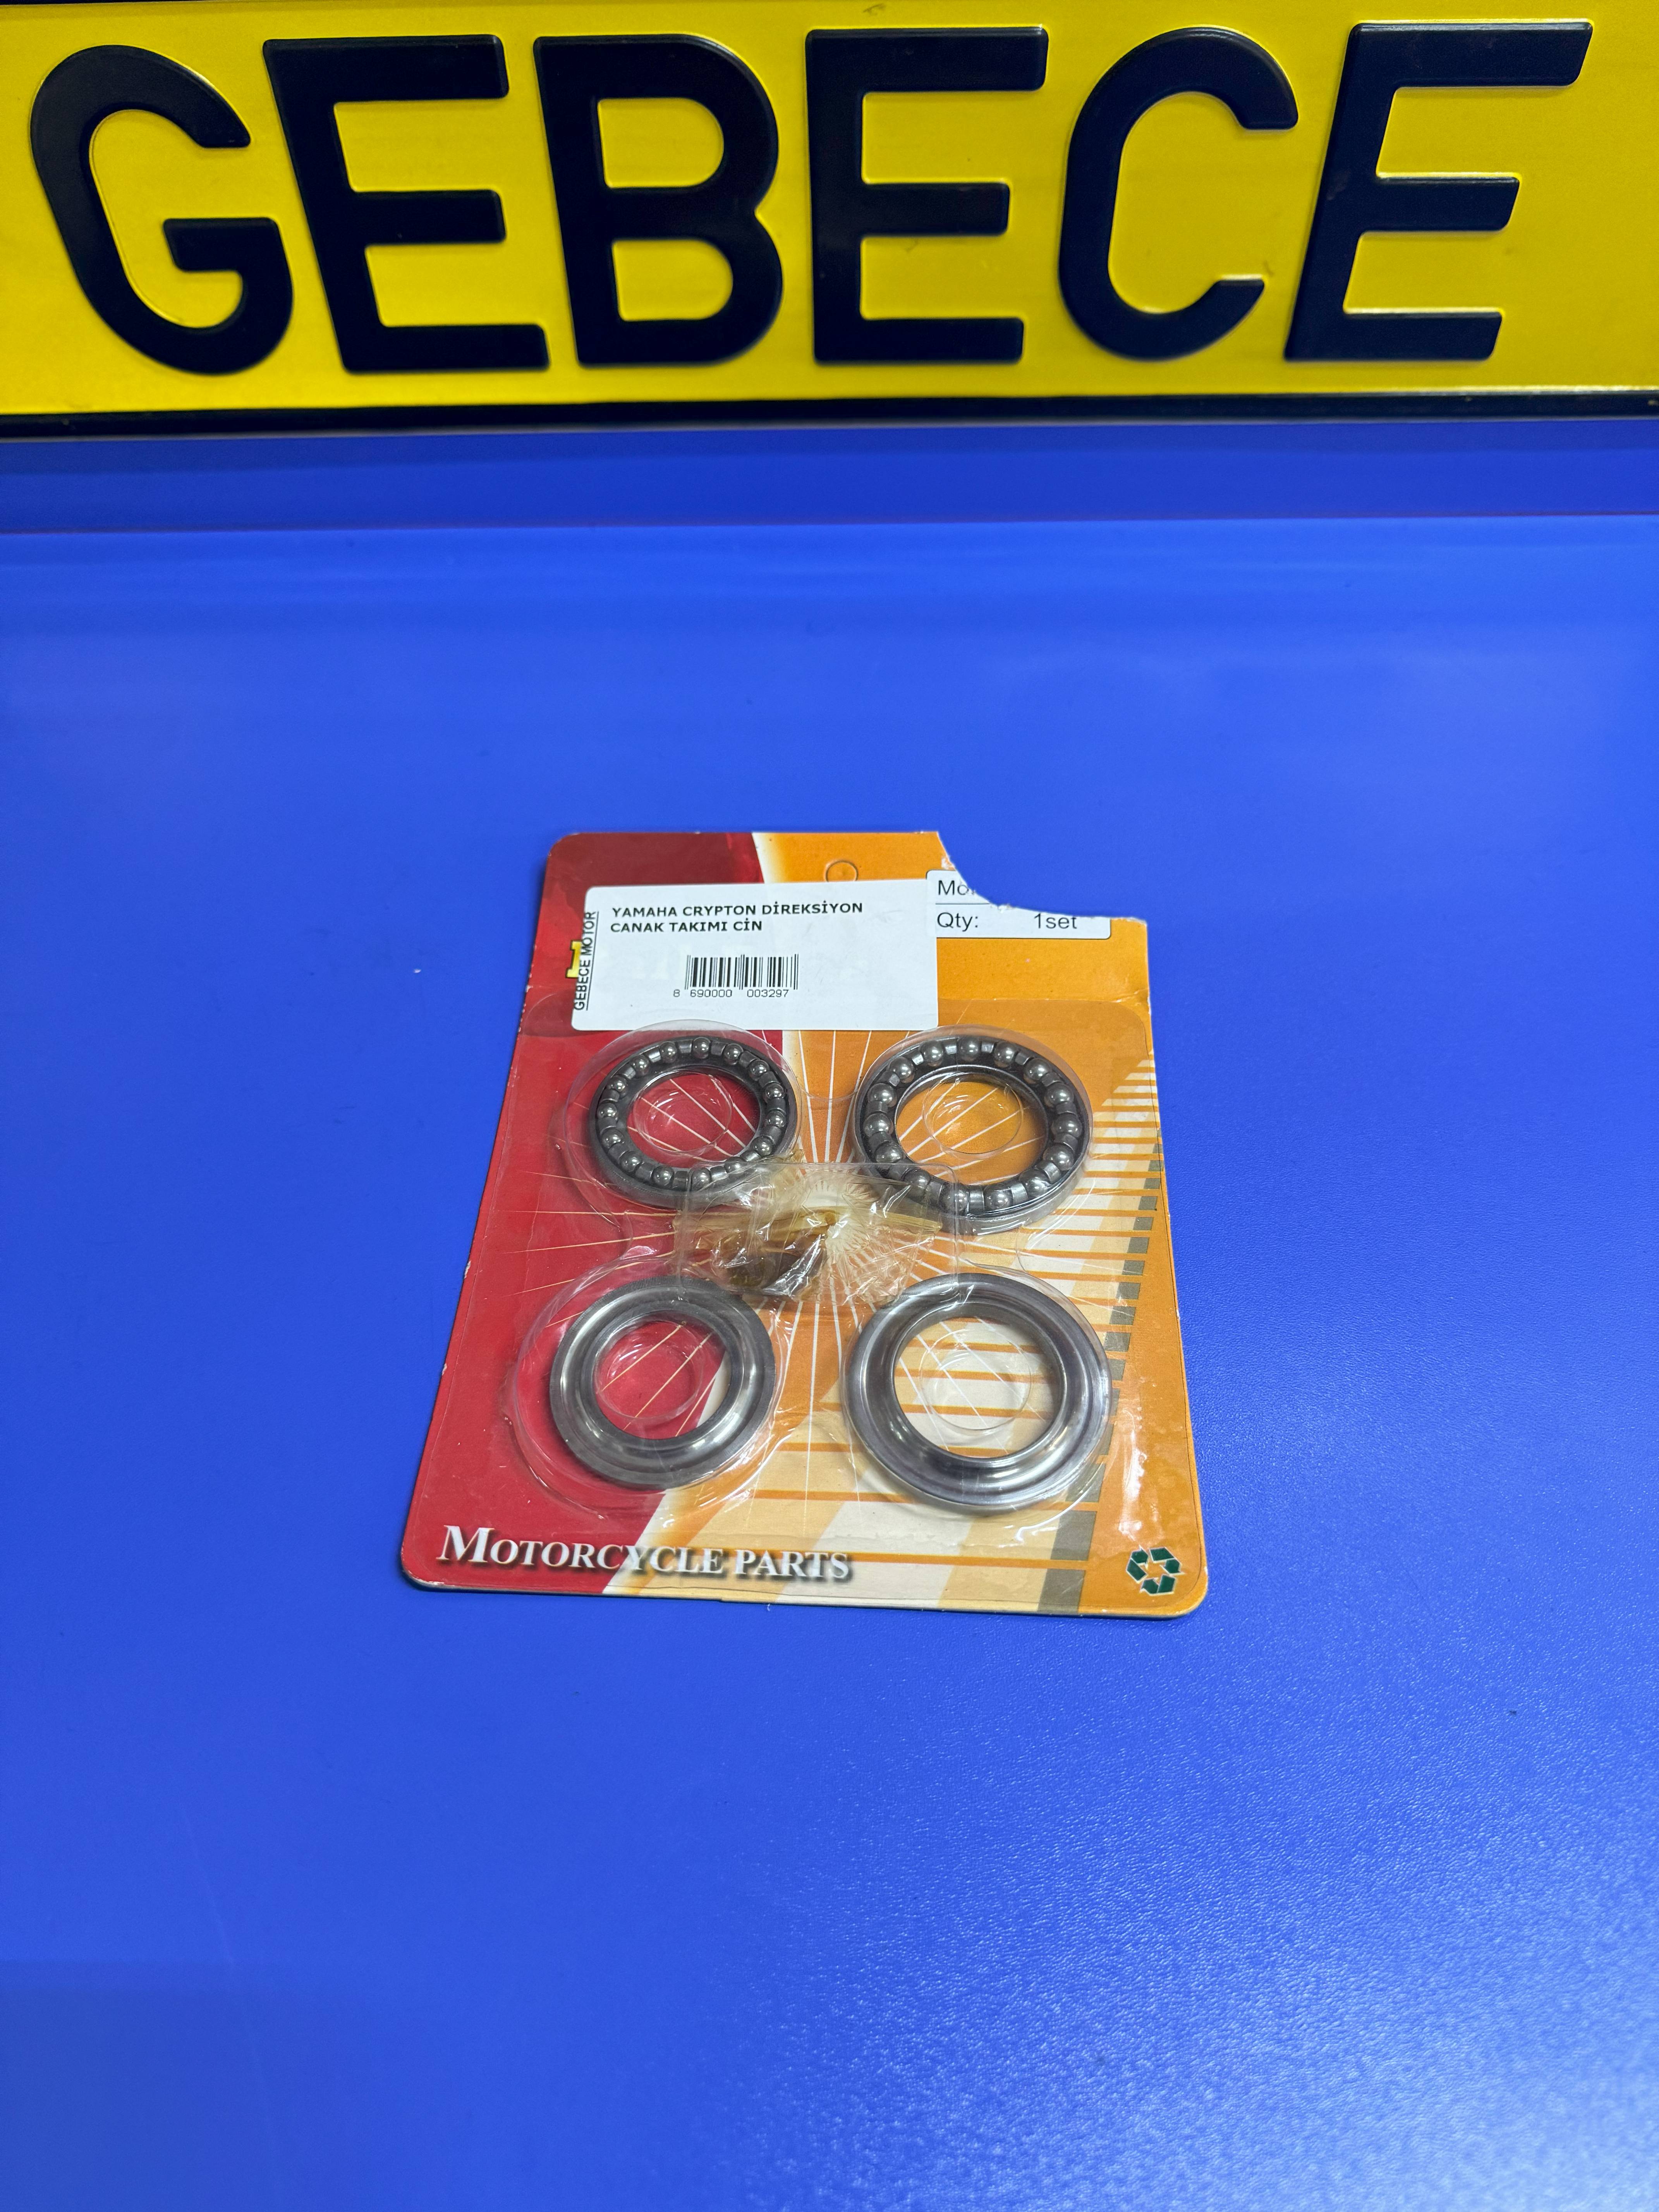 GEBECE
YAMAHA CRYPTON DİREKSİYON
CANAK TAKIMI CİN
GEBECE MOTOR
8 690000 003297
Qty: 1set
MOTORCYCLE PARTS